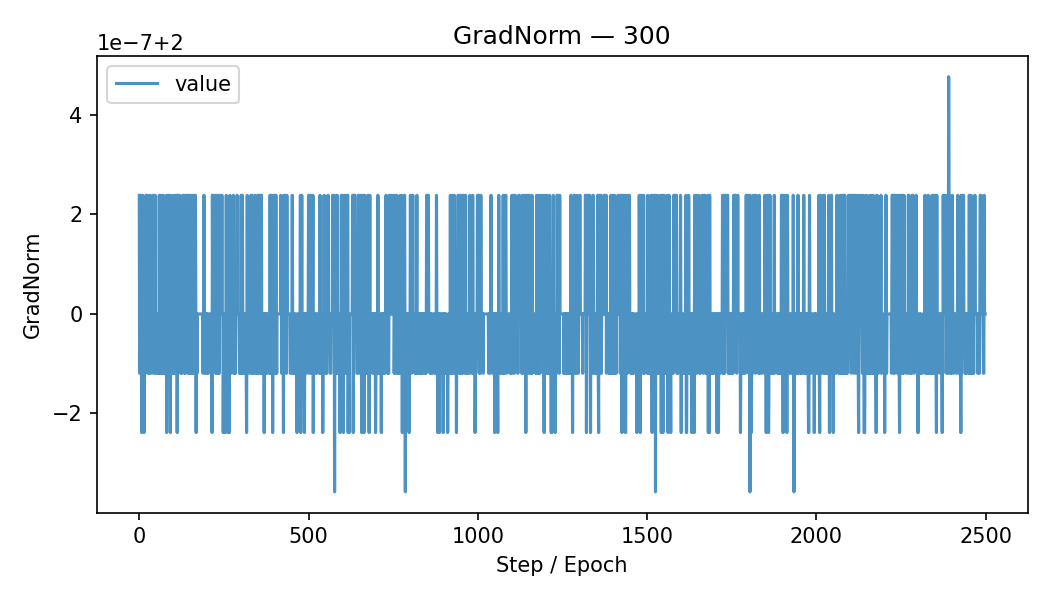 GradNorm — 300
1e−7+2
value
4
2
0
−2
GradNorm
0 500 1000 1500 2000 2500
Step / Epoch